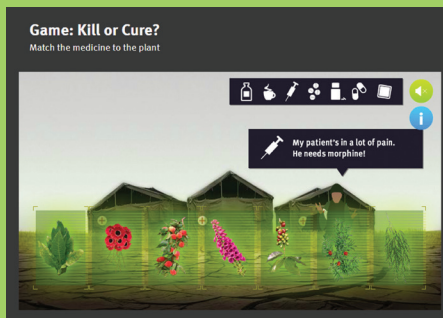 Game: Kill or Cure?
Match the medicine to the plant
i
My patient's in a lot of pain.
He needs morphine!